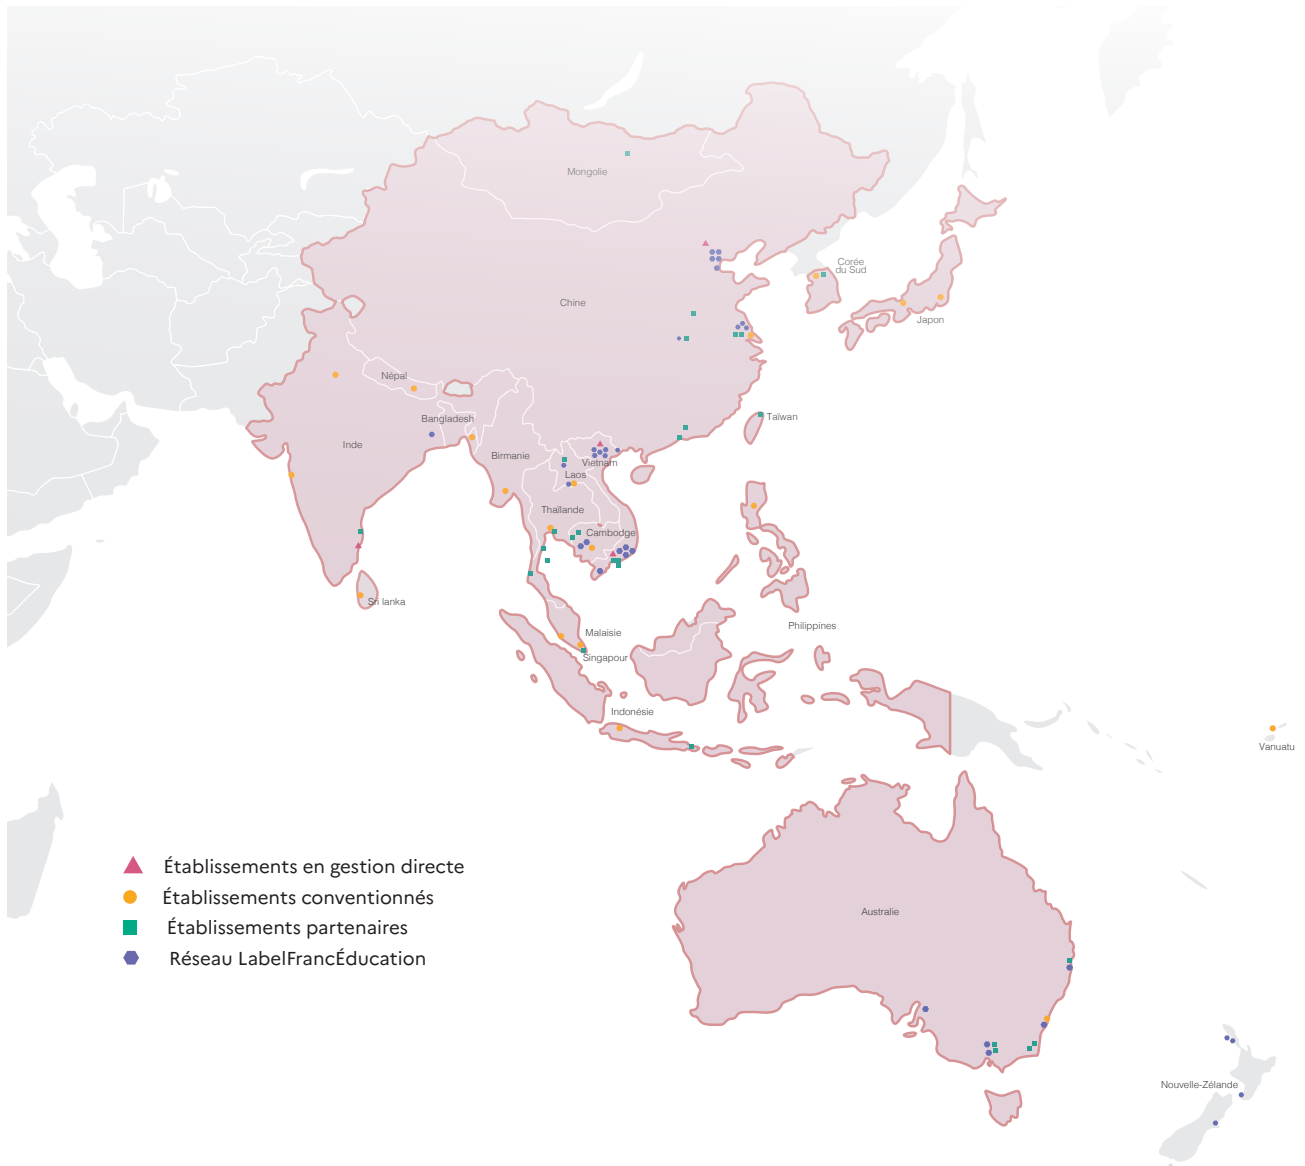 Mongolie
Corée
du Sud
Chine
Japon
Népal
Taïwan
Bangladesh
Inde
Birmanie
Vietnam
Laos
Thaïlande
Cambodge
Sri lanka
Philippines
Malaisie
Singapour
Indonésie
Vanuatu
Établissements en gestion directe
Établissements conventionnés
Établissements partenaires
Réseau LabelFrancÉducation
Australie
Nouvelle-Zélande